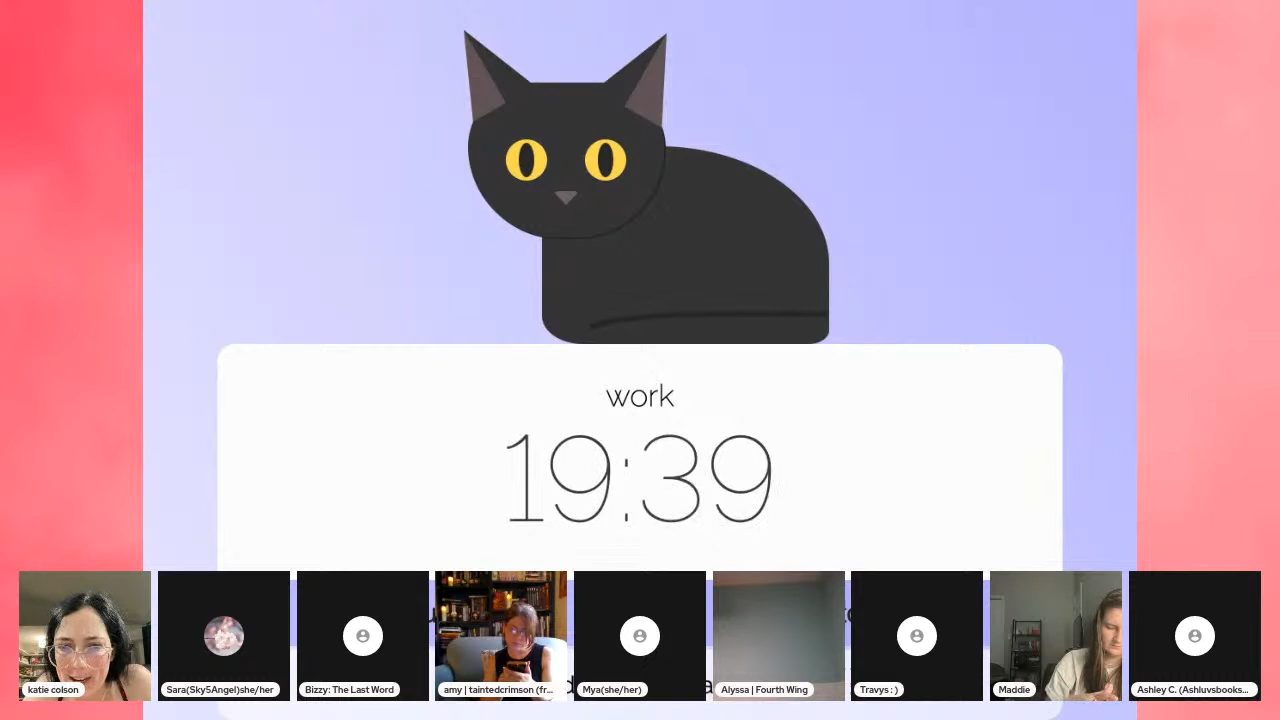 work
19:39
katie colson
Sara(Sky5Angel)she/her
Bizzy: The Last Word
amy | taintedcrimson (fr...
Mya(she/her)
Alyssa | Fourth Wing
Travys : )
Maddie
Ashley C. (Ashluvsbooks...